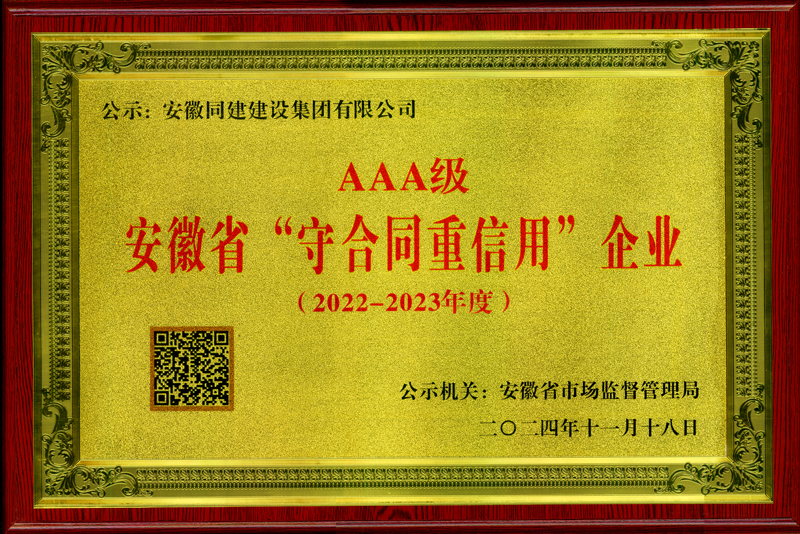 公示：安徽同建建设集团有限公司
AAA级
安徽省“守合同重信用”企业
（2022-2023年度）
公示机关：安徽省市场监督管理局
二〇二四年十一月十八日